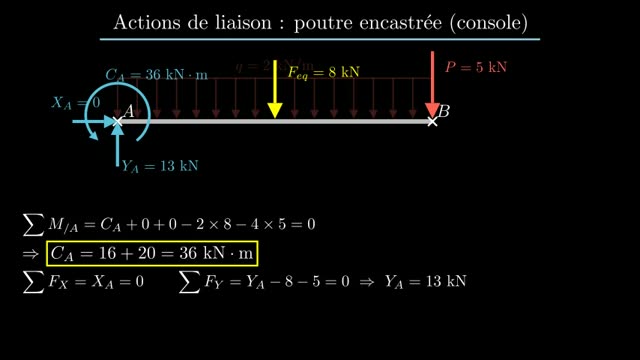 Actions de liaison : poutre encastrée (console)
C_A = 36 kN · m
F_eq = 8 kN
P = 5 kN
X_A = 0
A
B
Y_A = 13 kN
∑ M_/A = C_A + 0 + 0 − 2 × 8 − 4 × 5 = 0
⇒ C_A = 16 + 20 = 36 kN · m
∑ F_X = X_A = 0 ∑ F_Y = Y_A − 8 − 5 = 0 ⇒ Y_A = 13 kN